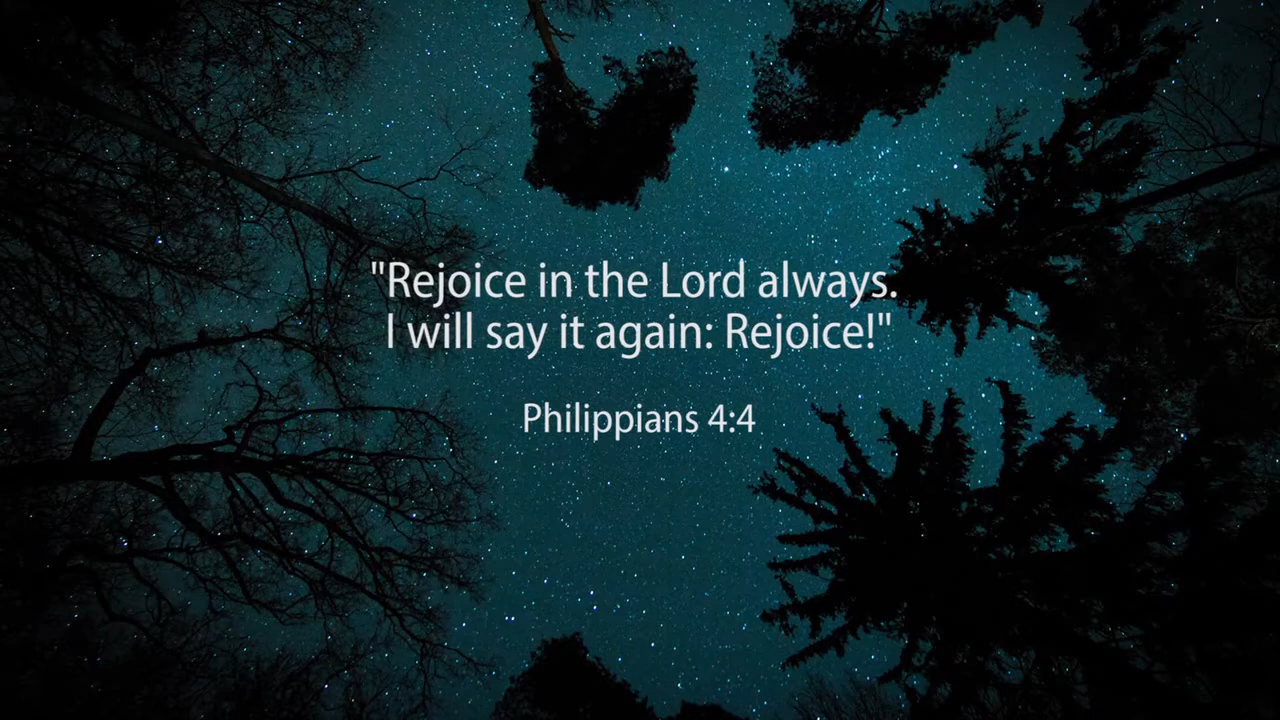 "Rejoice in the Lord always.
I will say it again: Rejoice!"
Philippians 4:4